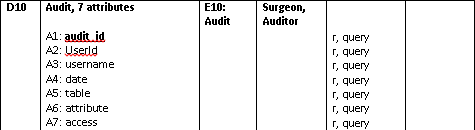 D10 Audit, 7 attributes E10: Audit Surgeon, Auditor
A1: audit_id r, query
A2: UserId r, query
A3: username r, query
A4: date r, query
A5: table r, query
A6: attribute r, query
A7: access r, query